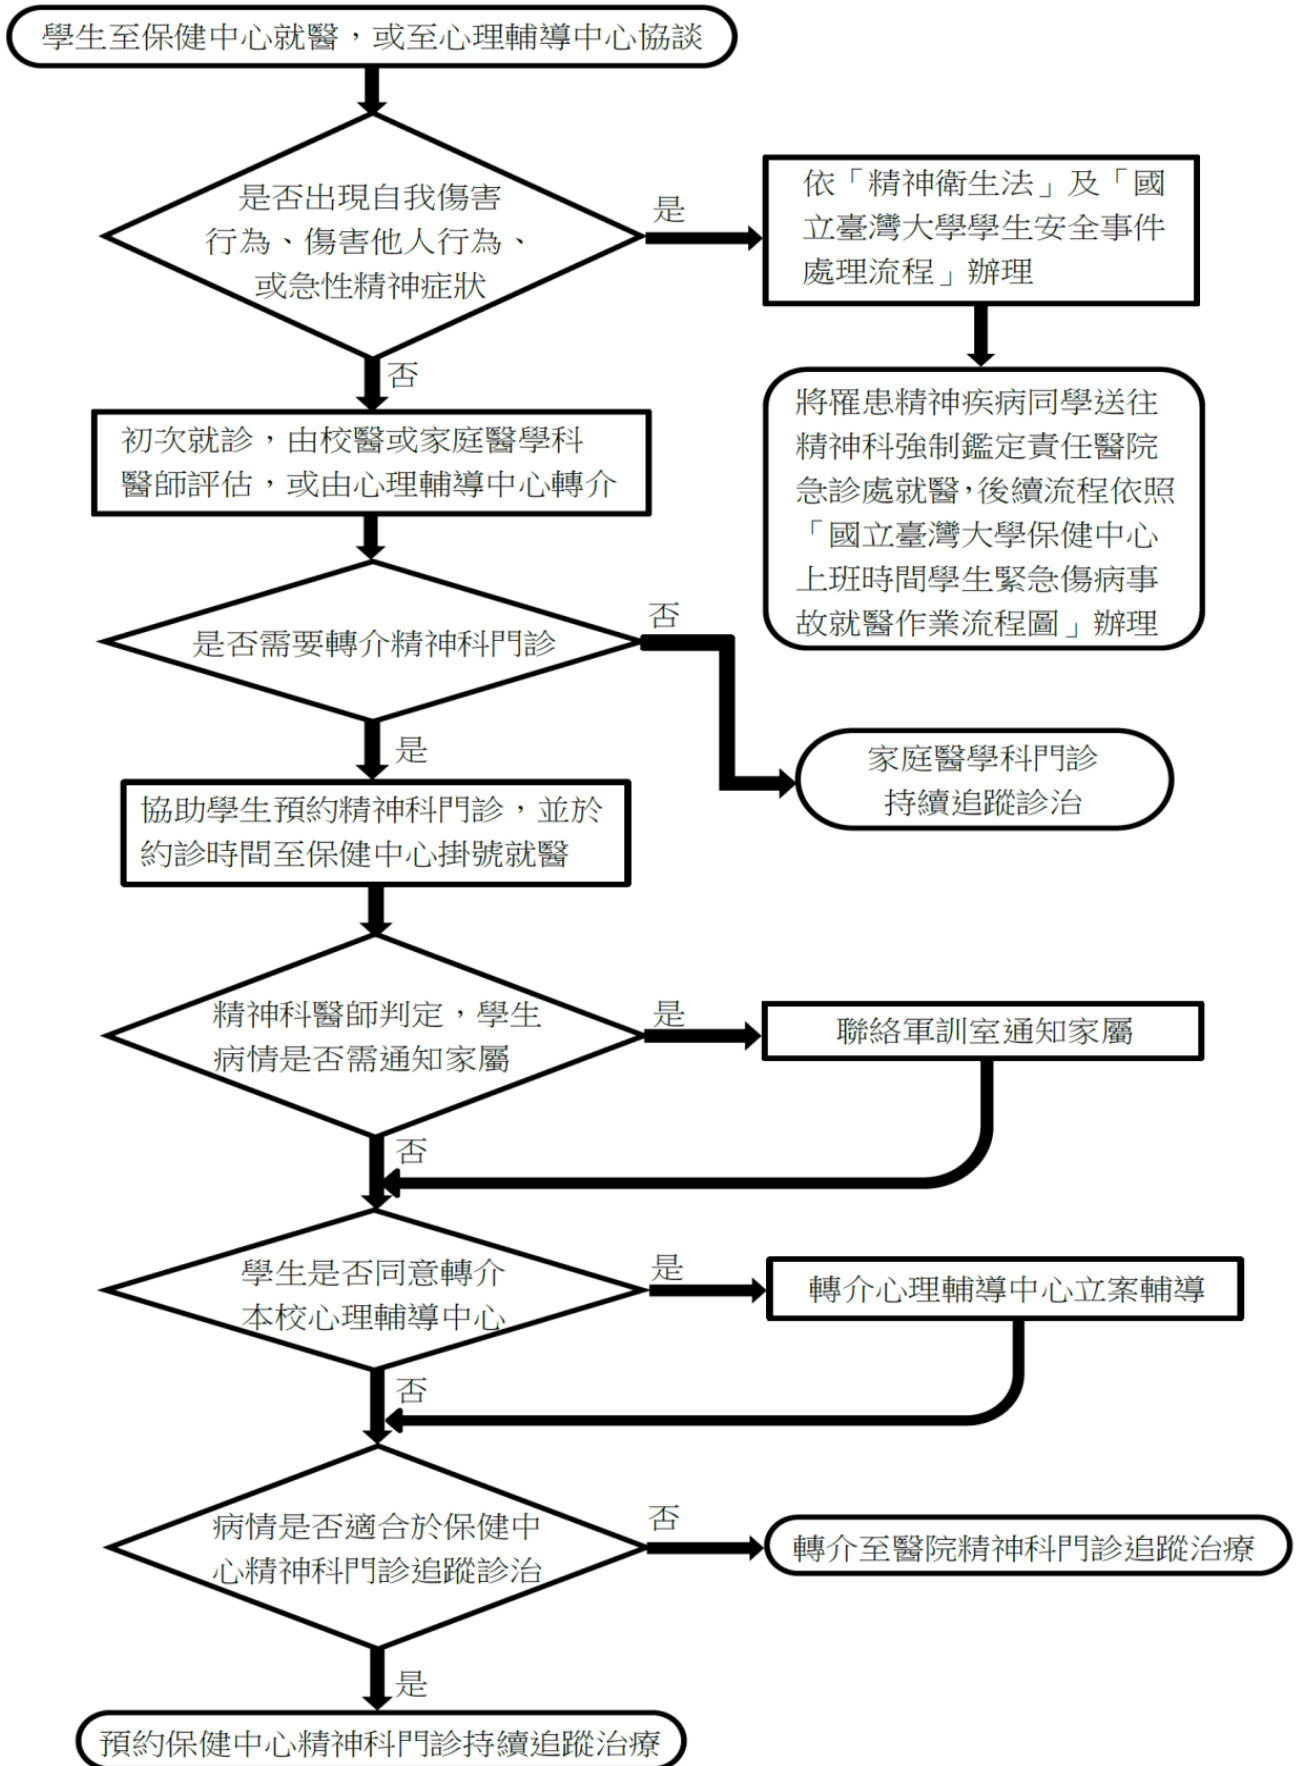 學生至保健中心就醫，或至心理輔導中心協談
是否出現自我傷害
行為、傷害他人行為、
或急性精神症狀
是
依「精神衛生法」及「國
立臺灣大學學生安全事件
處理流程」辦理
否
將罹患精神疾病同學送往
精神科強制鑑定責任醫院
急診處就醫，後續流程依照
「國立臺灣大學保健中心
上班時間學生緊急傷病事
故就醫作業流程圖」辦理
初次就診，由校醫或家庭醫學科
醫師評估，或由心理輔導中心轉介
是否需要轉介精神科門診
否
家庭醫學科門診
持續追蹤診治
是
協助學生預約精神科門診，並於
約診時間至保健中心掛號就醫
精神科醫師判定，學生
病情是否需通知家屬
是
聯絡軍訓室通知家屬
否
學生是否同意轉介
本校心理輔導中心
是
轉介心理輔導中心立案輔導
否
病情是否適合於保健中
心精神科門診追蹤診治
否
轉介至醫院精神科門診追蹤治療
是
預約保健中心精神科門診持續追蹤治療